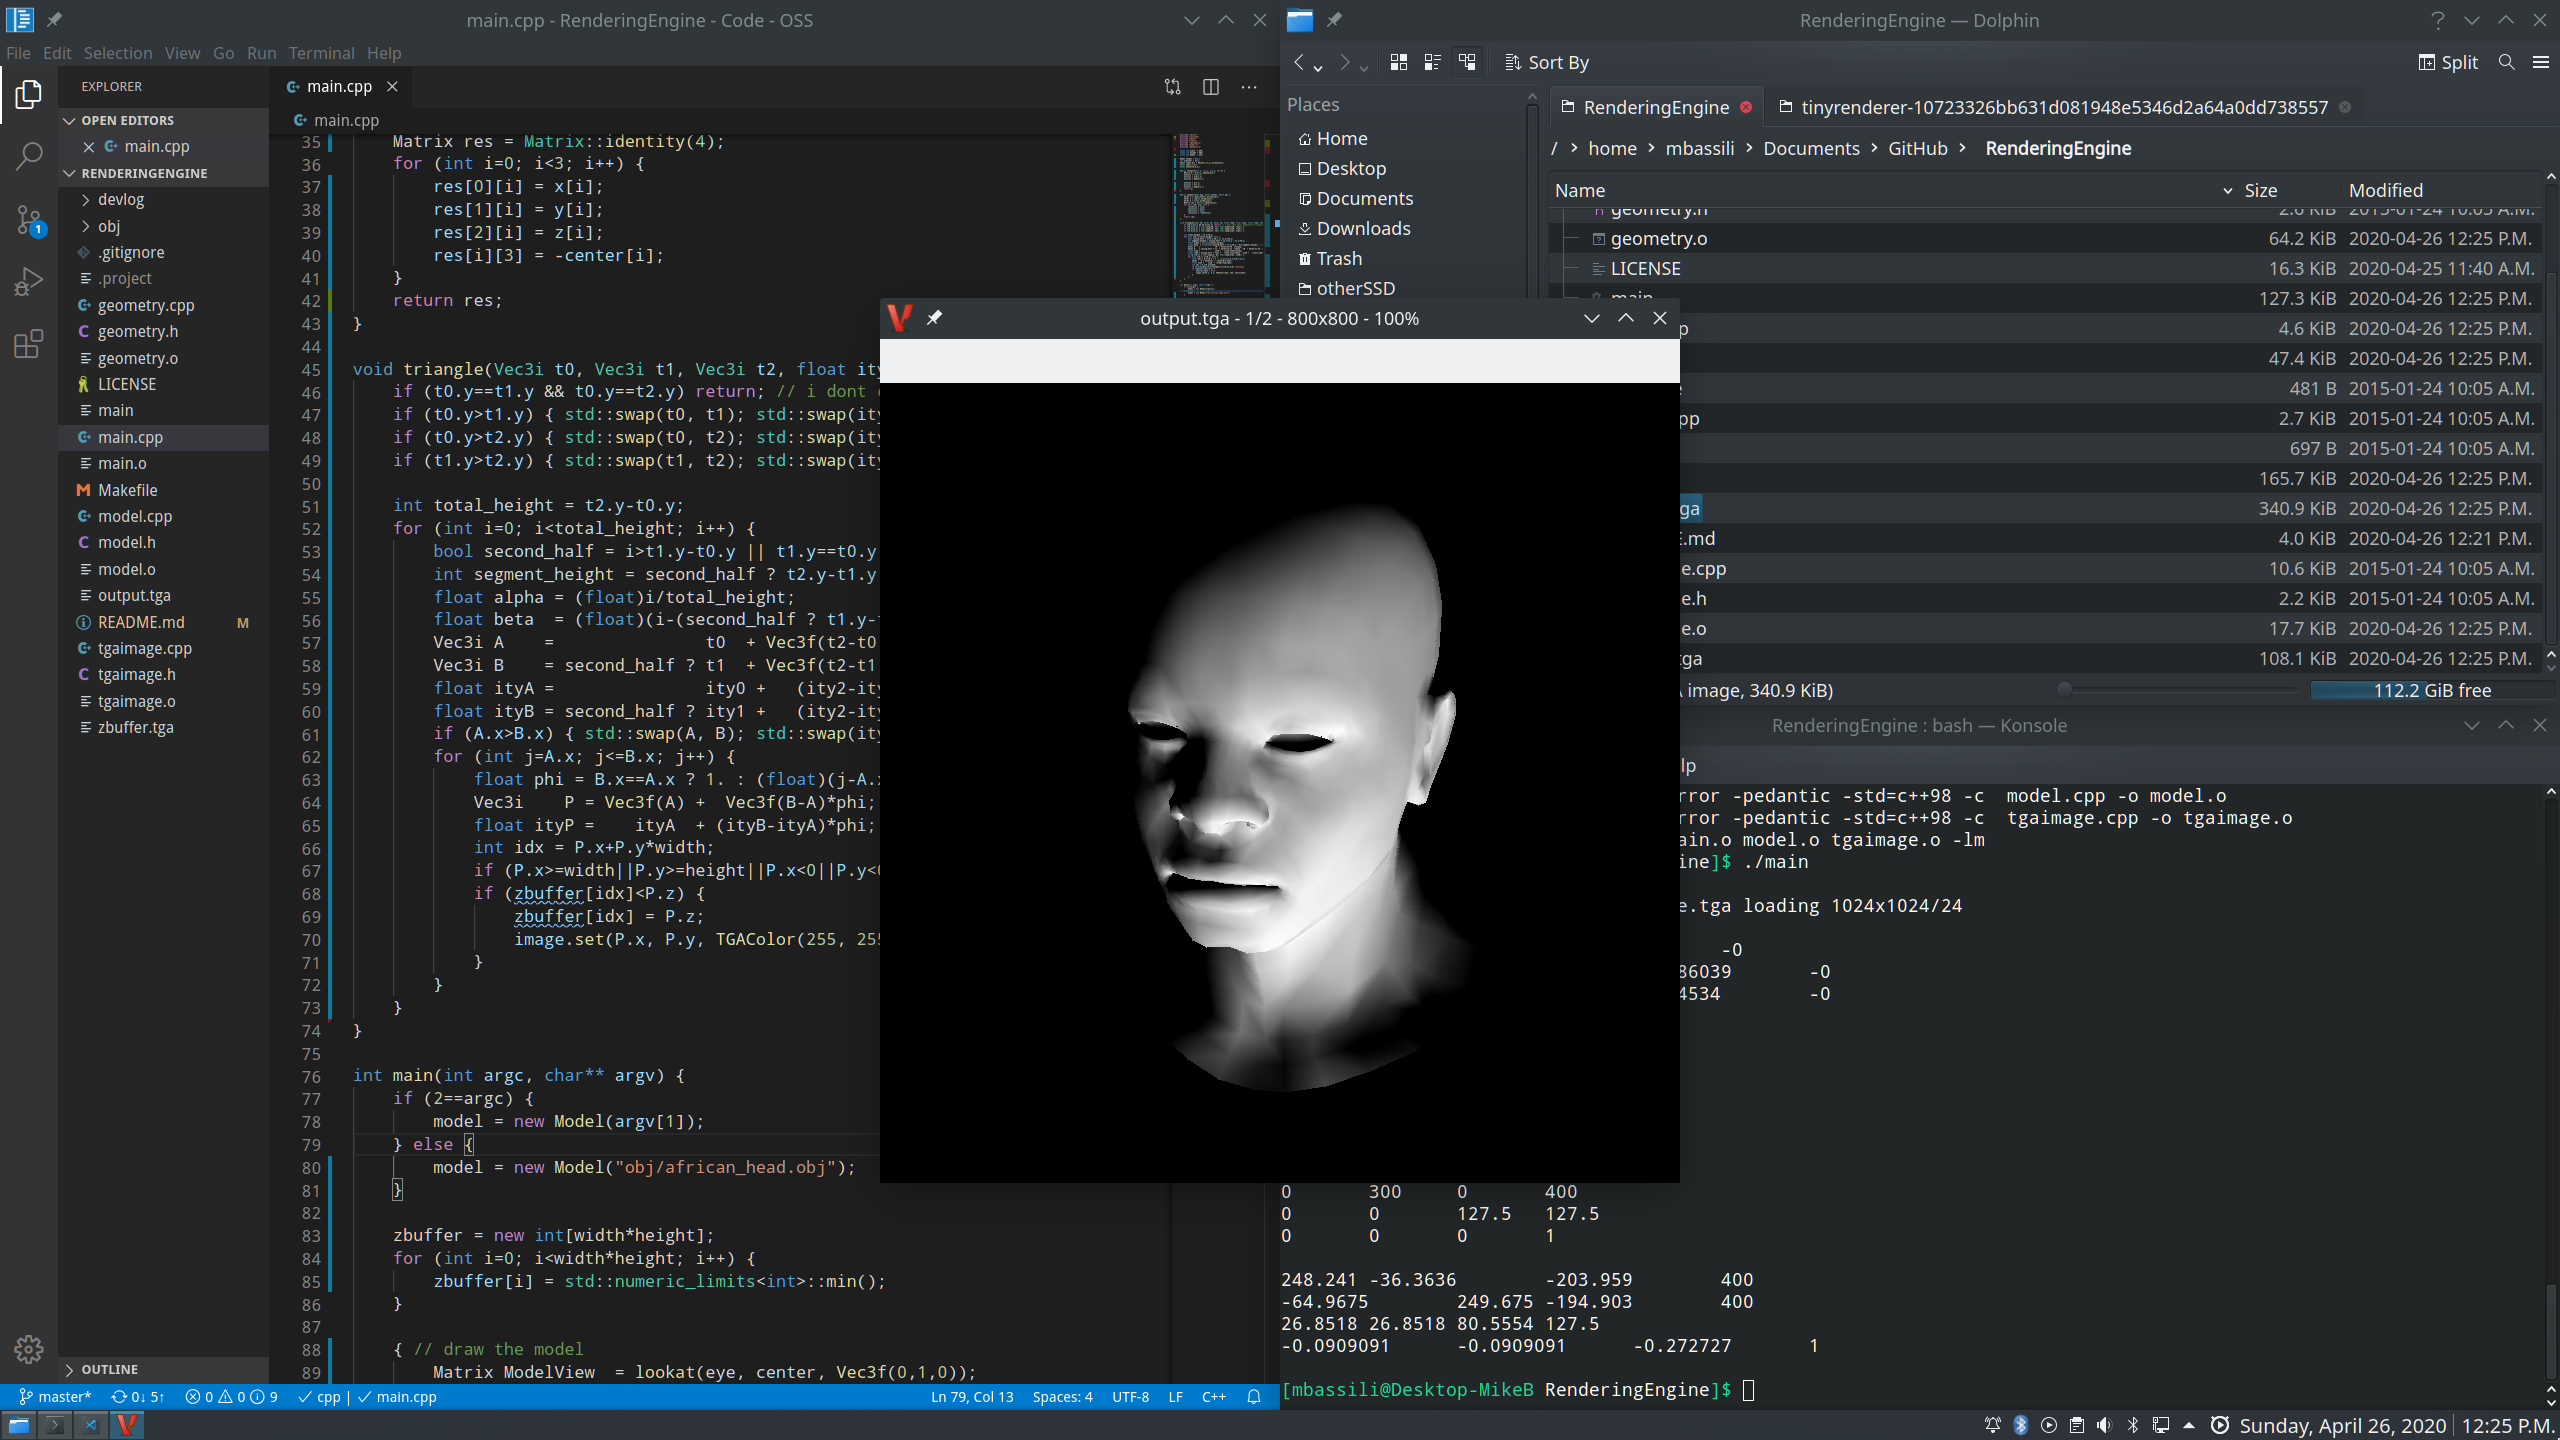 main.cpp - RenderingEngine - Code - OSS
File Edit Selection View Go Run Terminal Help
EXPLORER
OPEN EDITORS
main.cpp
RENDERINGENGINE
devlog
obj
.gitignore
.project
geometry.cpp
geometry.h
geometry.o
LICENSE
main
main.cpp
main.o
Makefile
model.cpp
model.h
model.o
output.tga
README.md M
tgaimage.cpp
tgaimage.h
tgaimage.o
zbuffer.tga
OUTLINE
1
main.cpp
main.cpp
35 Matrix res = Matrix::identity(4);
36 for (int i=0; i<3; i++) {
37 res[0][i] = x[i];
38 res[1][i] = y[i];
39 res[2][i] = z[i];
40 res[i][3] = -center[i];
41 }
42 return res;
43 }
44
45 void triangle(Vec3i t0, Vec3i t1, Vec3i t2, float ity
46 if (t0.y==t1.y && t0.y==t2.y) return; // i dont
47 if (t0.y>t1.y) { std::swap(t0, t1); std::swap(ity
48 if (t0.y>t2.y) { std::swap(t0, t2); std::swap(ity
49 if (t1.y>t2.y) { std::swap(t1, t2); std::swap(ity
50
51 int total_height = t2.y-t0.y;
52 for (int i=0; i<total_height; i++) {
53 bool second_half = i>t1.y-t0.y || t1.y==t0.y
54 int segment_height = second_half ? t2.y-t1.y
55 float alpha = (float)i/total_height;
56 float beta  = (float)(i-(second_half ? t1.y-
57 Vec3i A    =               t0  + Vec3f(t2-t0
58 Vec3i B    = second_half ? t1  + Vec3f(t2-t1
59 float ityA =               ity0 +   (ity2-ity
60 float ityB = second_half ? ity1 +   (ity2-ity
61 if (A.x>B.x) { std::swap(A, B); std::swap(ity
62 for (int j=A.x; j<=B.x; j++) {
63 float phi = B.x==A.x ? 1. : (float)(j-A.x
64 Vec3i    P = Vec3f(A) +  Vec3f(B-A)*phi;
65 float ityP =    ityA  + (ityB-ityA)*phi;
66 int idx = P.x+P.y*width;
67 if (P.x>=width||P.y>=height||P.x<0||P.y<0
68 if (zbuffer[idx]<P.z) {
69 zbuffer[idx] = P.z;
70 image.set(P.x, P.y, TGAColor(255, 255
71 }
72 }
73 }
74 }
75
76 int main(int argc, char** argv) {
77 if (2==argc) {
78 model = new Model(argv[1]);
79 } else {
80 model = new Model("obj/african_head.obj");
81 }
82
83 zbuffer = new int[width*height];
84 for (int i=0; i<width*height; i++) {
85 zbuffer[i] = std::numeric_limits<int>::min();
86 }
87
88 { // draw the model
89 Matrix ModelView  = lookat(eye, center, Vec3f(0,1,0));
master* 0↓ 5↑ 0 0 9 cpp | main.cpp Ln 79, Col 13 Spaces: 4 UTF-8 LF C++
output.tga - 1/2 - 800x800 - 100%
RenderingEngine — Dolphin
Sort By Split
Places
Home
Desktop
Documents
Downloads
Trash
otherSSD
RenderingEngine tinyrenderer-10723326bb631d081948e5346d2a64a0dd738557
/ > home > mbassili > Documents > GitHub > RenderingEngine
Name Size Modified
geometry.h 2.6 KiB 2015-01-24 10:05 A.M.
geometry.o 64.2 KiB 2020-04-26 12:25 P.M.
LICENSE 16.3 KiB 2020-04-25 11:40 A.M.
main 127.3 KiB 2020-04-26 12:25 P.M.
p 4.6 KiB 2020-04-26 12:25 P.M.
47.4 KiB 2020-04-26 12:25 P.M.
481 B 2015-01-24 10:05 A.M.
pp 2.7 KiB 2015-01-24 10:05 A.M.
697 B 2015-01-24 10:05 A.M.
165.7 KiB 2020-04-26 12:25 P.M.
ga 340.9 KiB 2020-04-26 12:25 P.M.
E.md 4.0 KiB 2020-04-26 12:21 P.M.
e.cpp 10.6 KiB 2015-01-24 10:05 A.M.
e.h 2.2 KiB 2015-01-24 10:05 A.M.
e.o 17.7 KiB 2020-04-26 12:25 P.M.
ga 108.1 KiB 2020-04-26 12:25 P.M.
image, 340.9 KiB) 112.2 GiB free
RenderingEngine : bash — Konsole
lp
rror -pedantic -std=c++98 -c  model.cpp -o model.o
rror -pedantic -std=c++98 -c  tgaimage.cpp -o tgaimage.o
ain.o model.o tgaimage.o -lm
ine]$ ./main
e.tga loading 1024x1024/24
-0
86039 -0
4534 -0
0 300 0 400
0 0 127.5 127.5
0 0 0 1
248.241 -36.3636 -203.959 400
-64.9675 249.675 -194.903 400
26.8518 26.8518 80.5554 127.5
-0.0909091 -0.0909091 -0.272727 1
[mbassili@Desktop-MikeB RenderingEngine]$
Sunday, April 26, 2020 12:25 P.M.